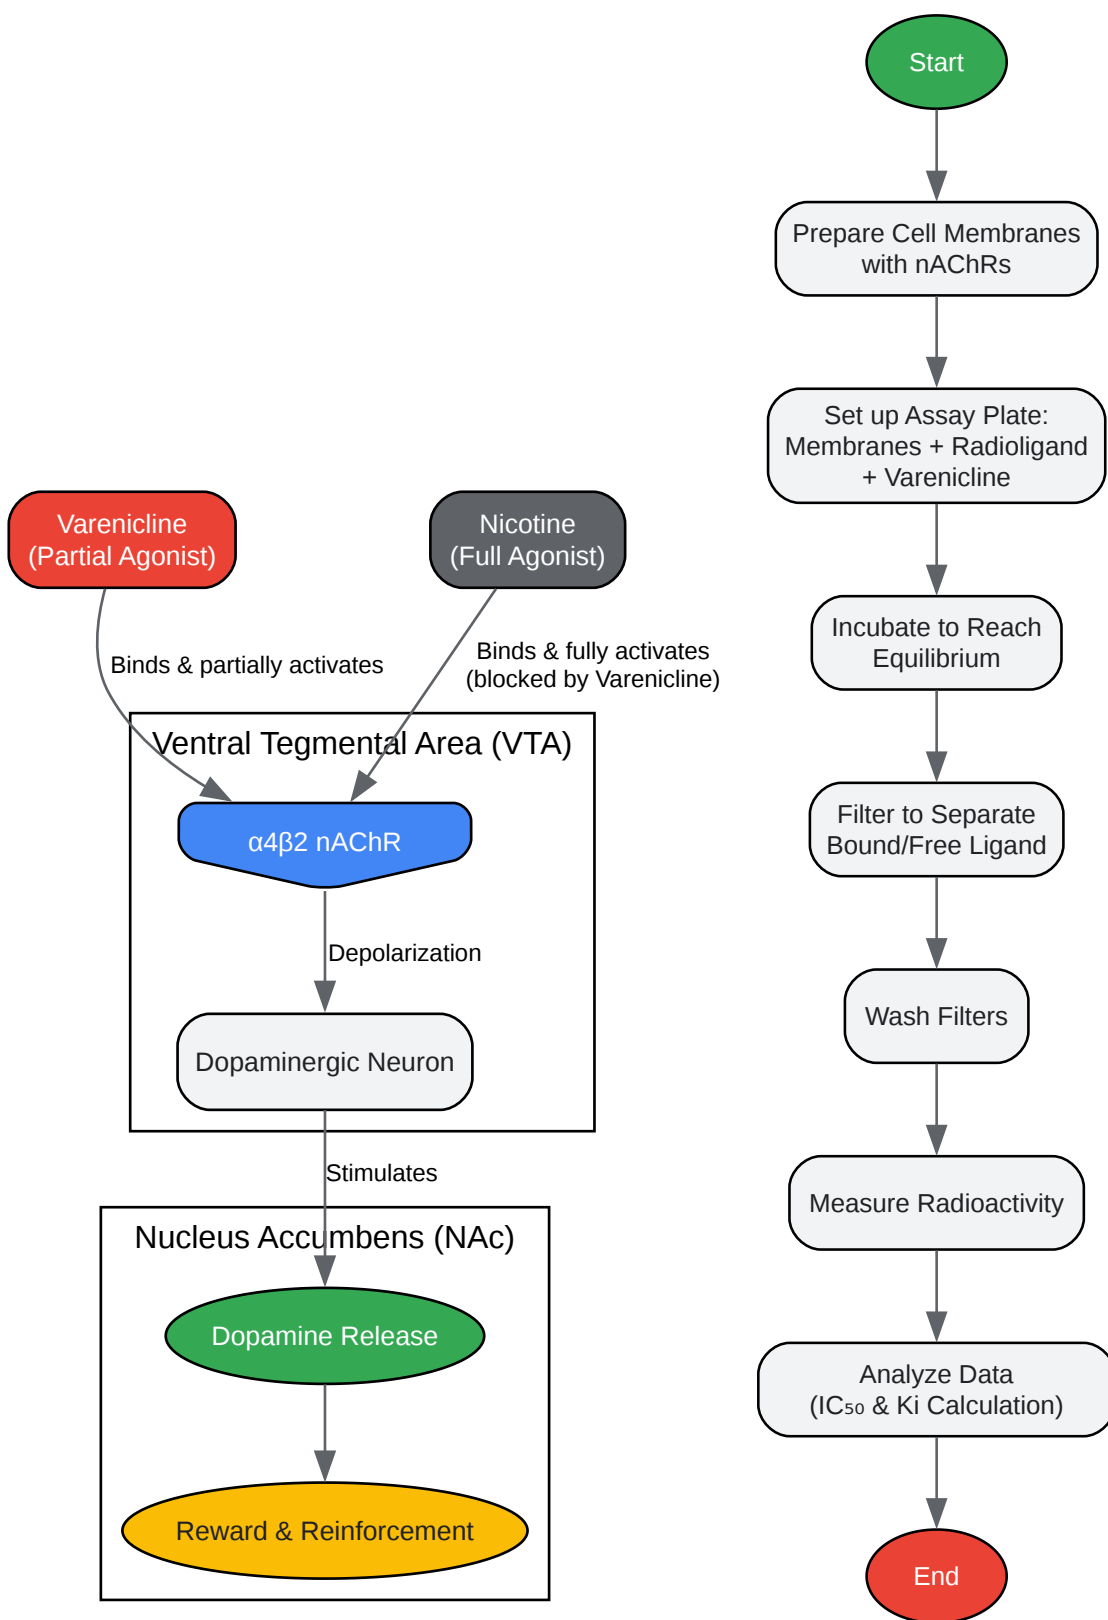 Varenicline
(Partial Agonist)
Nicotine
(Full Agonist)
Binds & partially activates
Binds & fully activates
(blocked by Varenicline)
Ventral Tegmental Area (VTA)
α4β2 nAChR
Depolarization
Dopaminergic Neuron
Stimulates
Nucleus Accumbens (NAc)
Dopamine Release
Reward & Reinforcement
Start
Prepare Cell Membranes
with nAChRs
Set up Assay Plate:
Membranes + Radioligand
+ Varenicline
Incubate to Reach
Equilibrium
Filter to Separate
Bound/Free Ligand
Wash Filters
Measure Radioactivity
Analyze Data
(IC₅₀ & Ki Calculation)
End